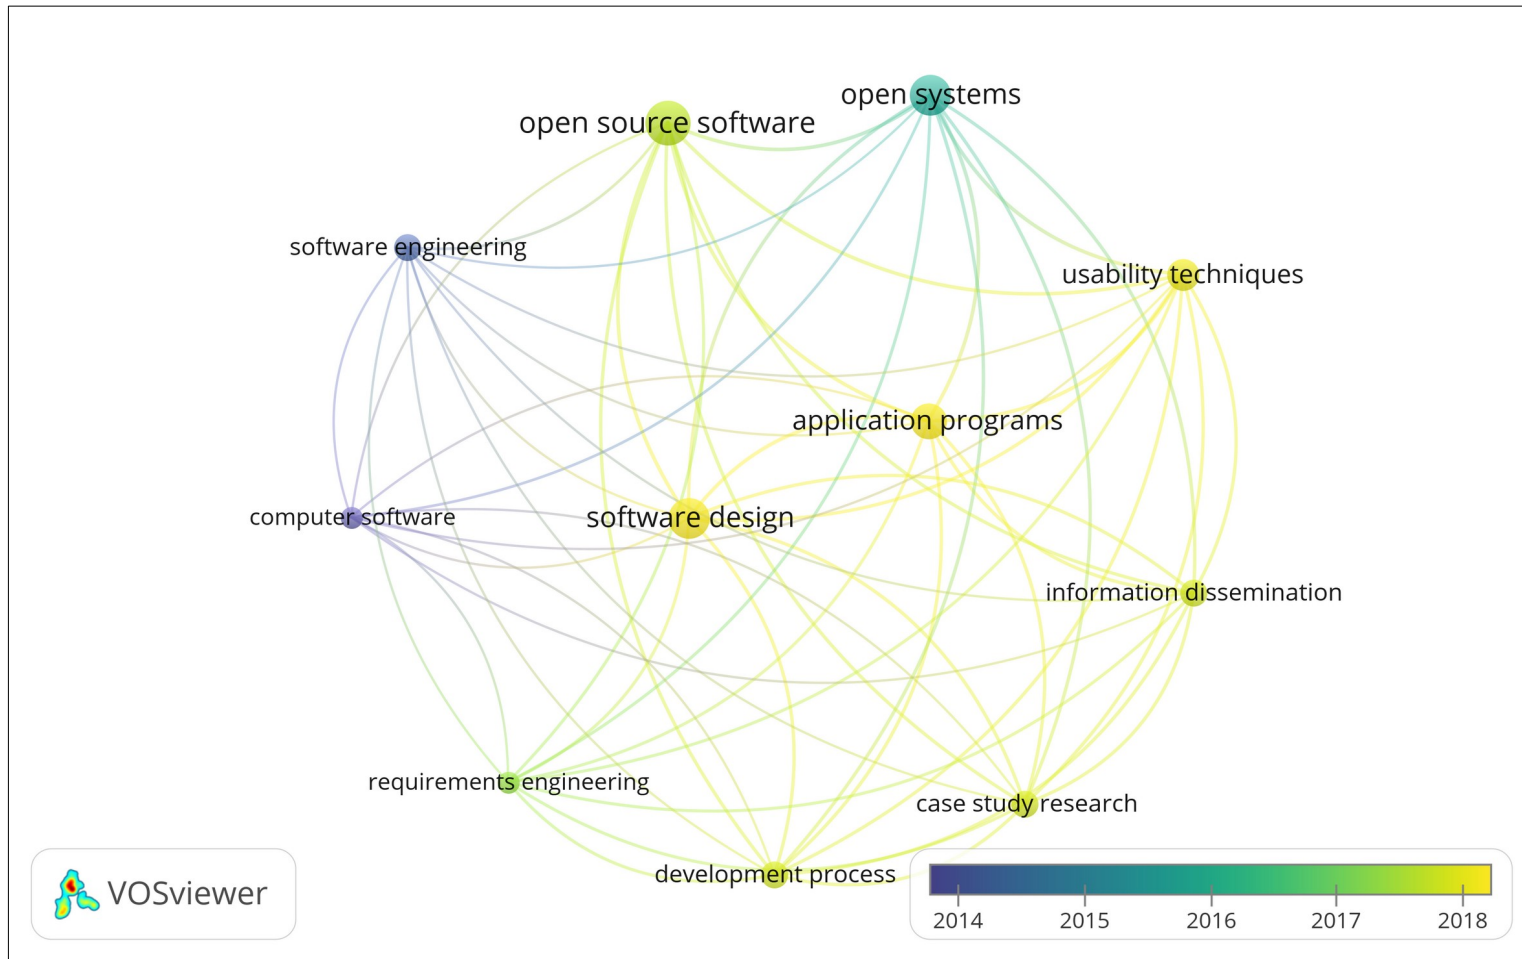 open systems
open source software
software engineering
usability techniques
application programs
computer software
software design
information dissemination
requirements engineering
case study research
development process
VOSviewer
2014 2015 2016 2017 2018